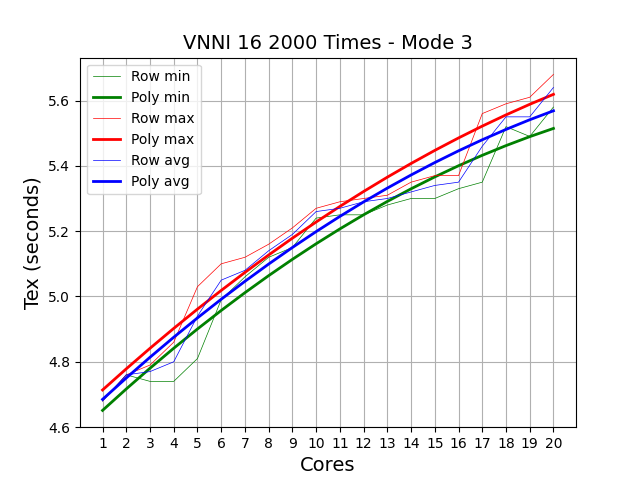 VNNI 16 2000 Times - Mode 3
Row min
Poly min
Row max
Poly max
Row avg
Poly avg
Tex (seconds)
5.6
5.4
5.2
5.0
4.8
4.6
1 2 3 4 5 6 7 8 9 10 11 12 13 14 15 16 17 18 19 20
Cores